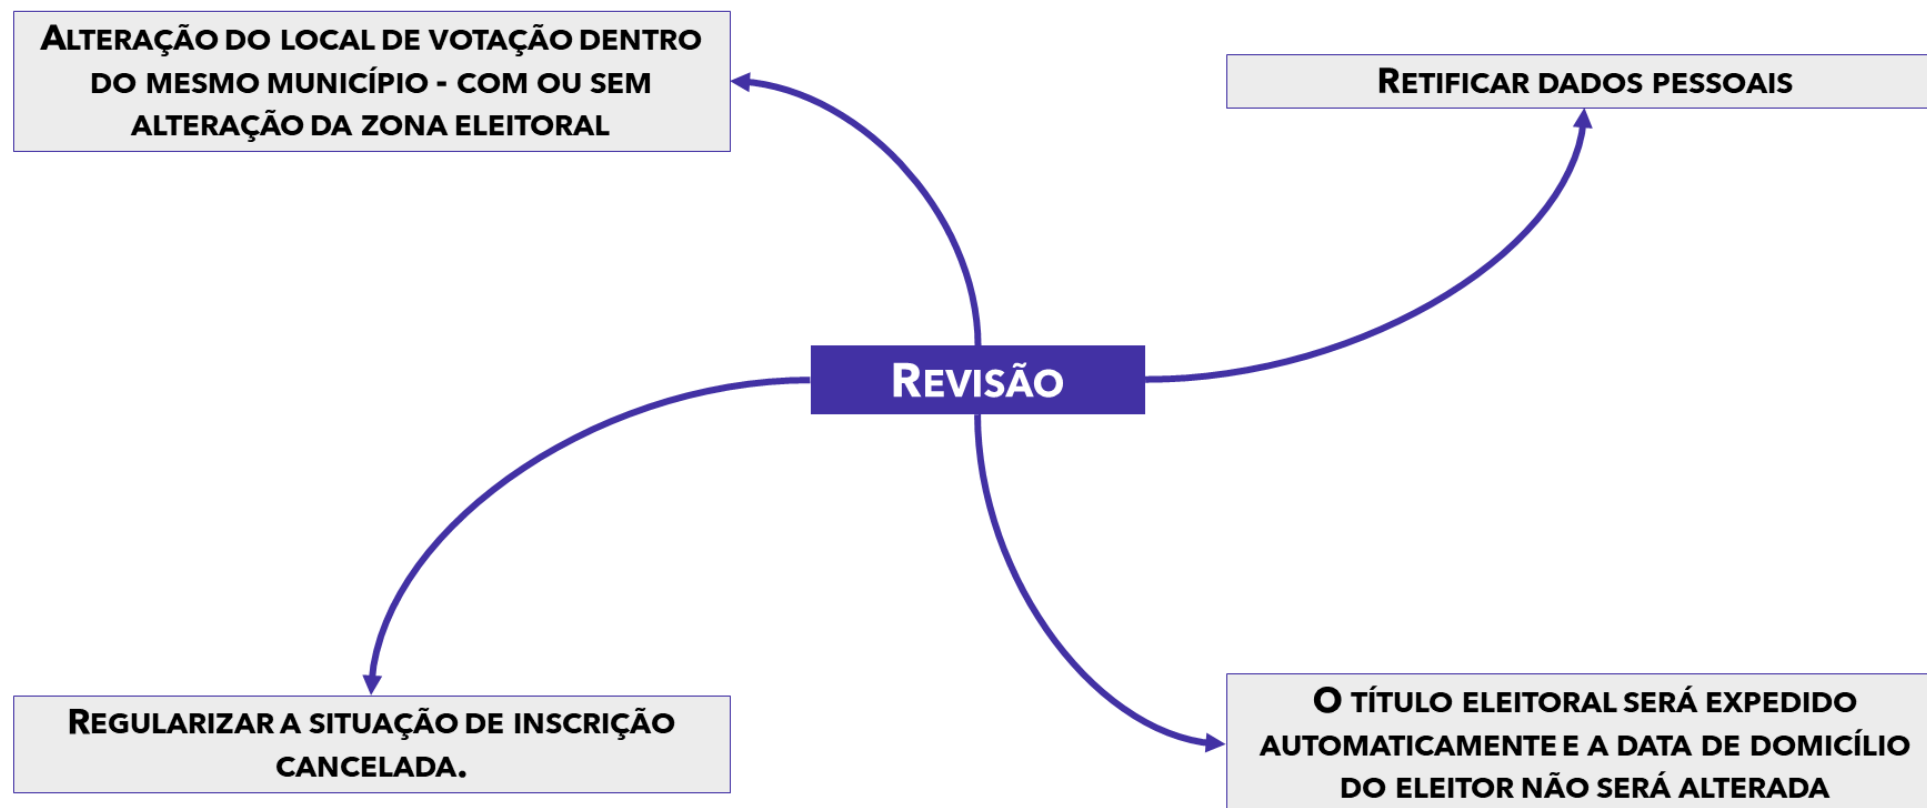 ALTERAÇÃO DO LOCAL DE VOTAÇÃO DENTRO
DO MESMO MUNICÍPIO - COM OU SEM
ALTERAÇÃO DA ZONA ELEITORAL
RETIFICAR DADOS PESSOAIS
REVISÃO
REGULARIZAR A SITUAÇÃO DE INSCRIÇÃO
CANCELADA.
O TÍTULO ELEITORAL SERÁ EXPEDIDO
AUTOMATICAMENTE E A DATA DE DOMICÍLIO
DO ELEITOR NÃO SERÁ ALTERADA